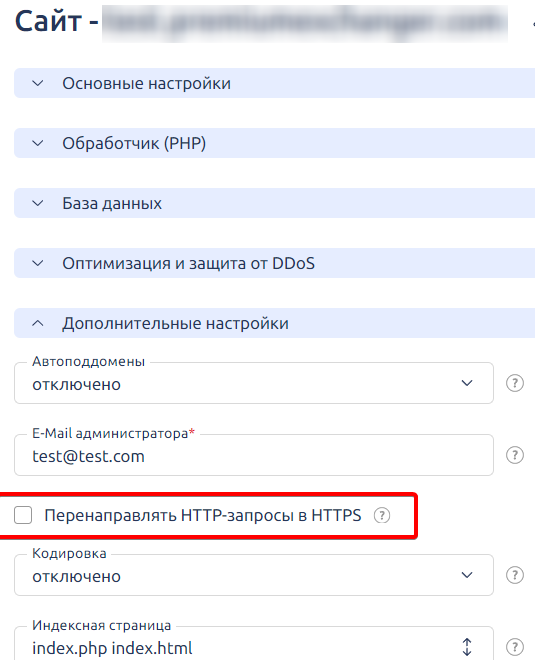 Сайт -
Основные настройки
Обработчик (PHP)
База данных
Оптимизация и защита от DDoS
Дополнительные настройки
Автоподдомены
отключено
?
E-Mail администратора*
test@test.com
?
Перенаправлять HTTP-запросы в HTTPS ?
Кодировка
отключено
?
Индексная страница
index.php index.html
?